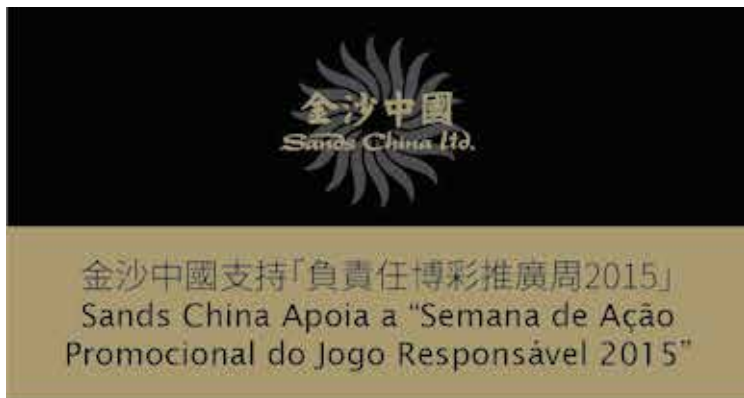 金沙中國
Sands China Ltd.
金沙中國支持「負責任博彩推廣周2015」
Sands China Apoia a “Semana de Ação
Promocional do Jogo Responsável 2015”